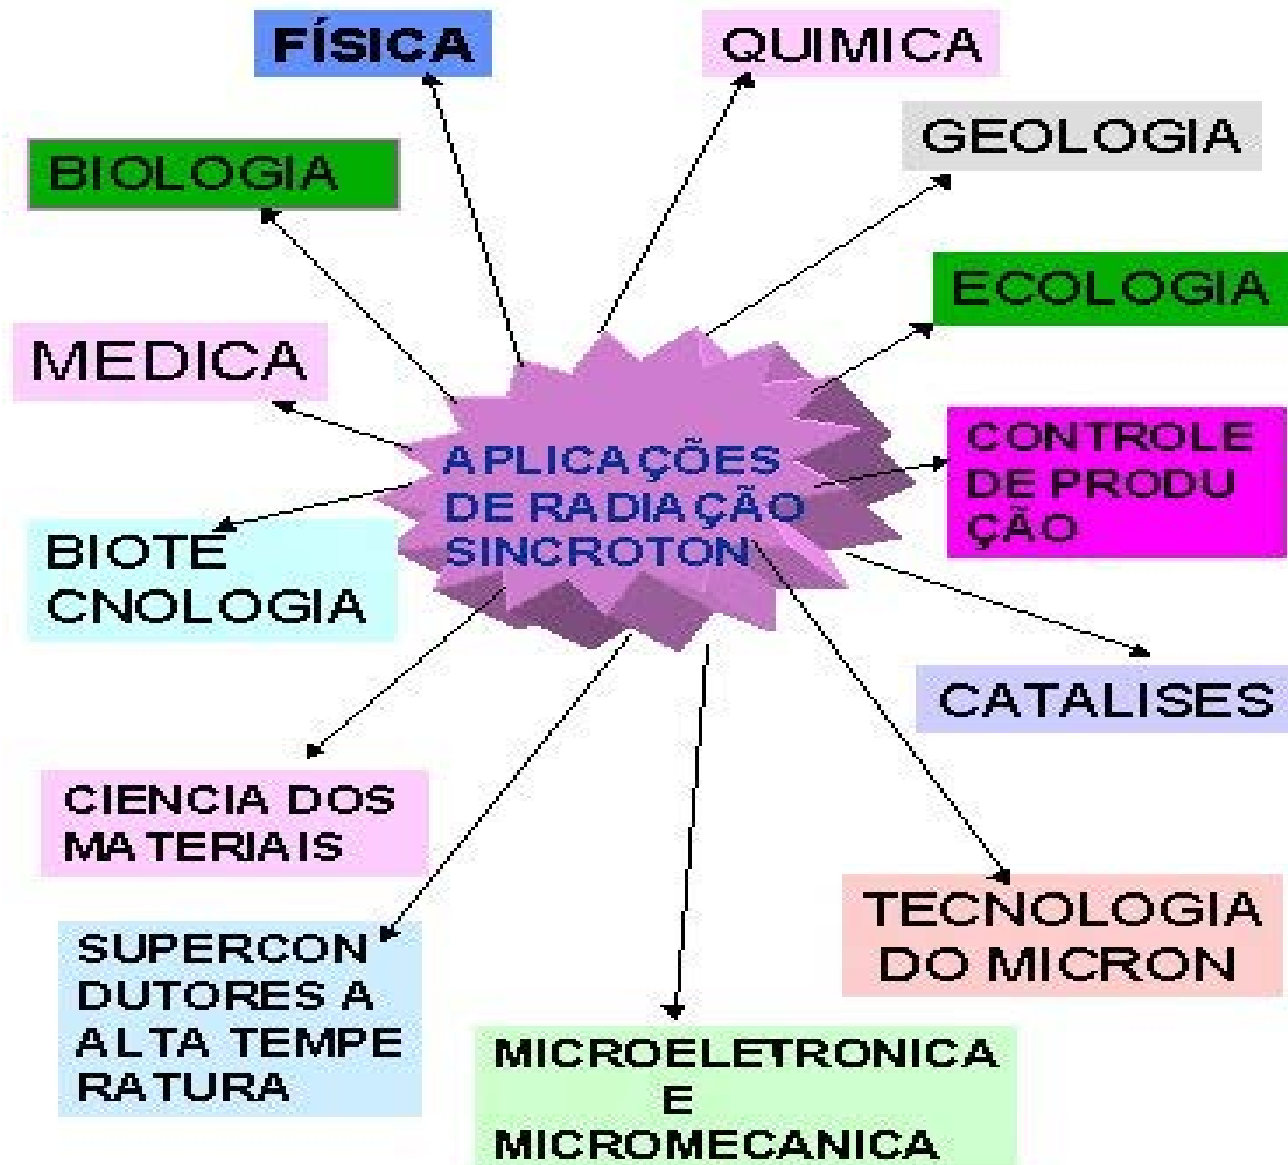 FÍSICA
QUIMICA
GEOLOGIA
BIOLOGIA
ECOLOGIA
MEDICA
APLICAÇÕES
DE RADIAÇÃO
SINCROTON
CONTROLE
DE PRODU
ÇÃO
BIOTE
CNOLOGIA
CATALISES
CIENCIA DOS
MATERIAIS
TECNOLOGIA
DO MICRON
SUPERCON
DUTORES A
ALTA TEMPE
RATURA
MICROELETRONICA
E
MICROMECANICA